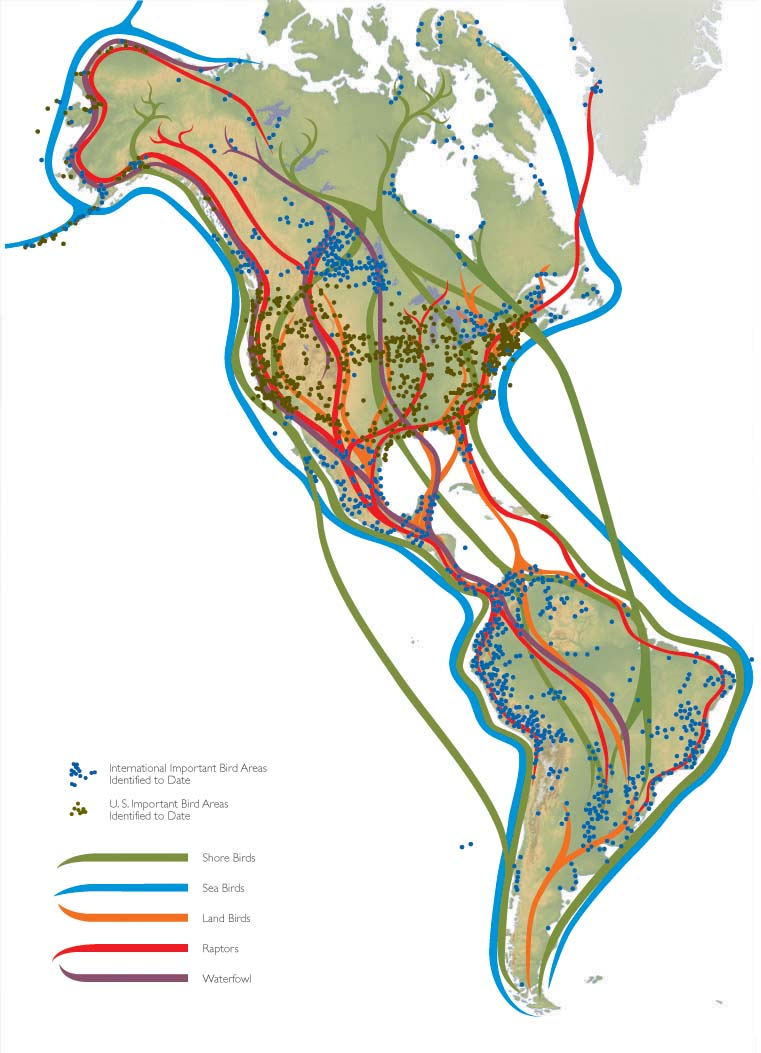 International Important Bird Areas
Identified to Date
U. S. Important Bird Areas
Identified to Date
Shore Birds
Sea Birds
Land Birds
Raptors
Waterfowl